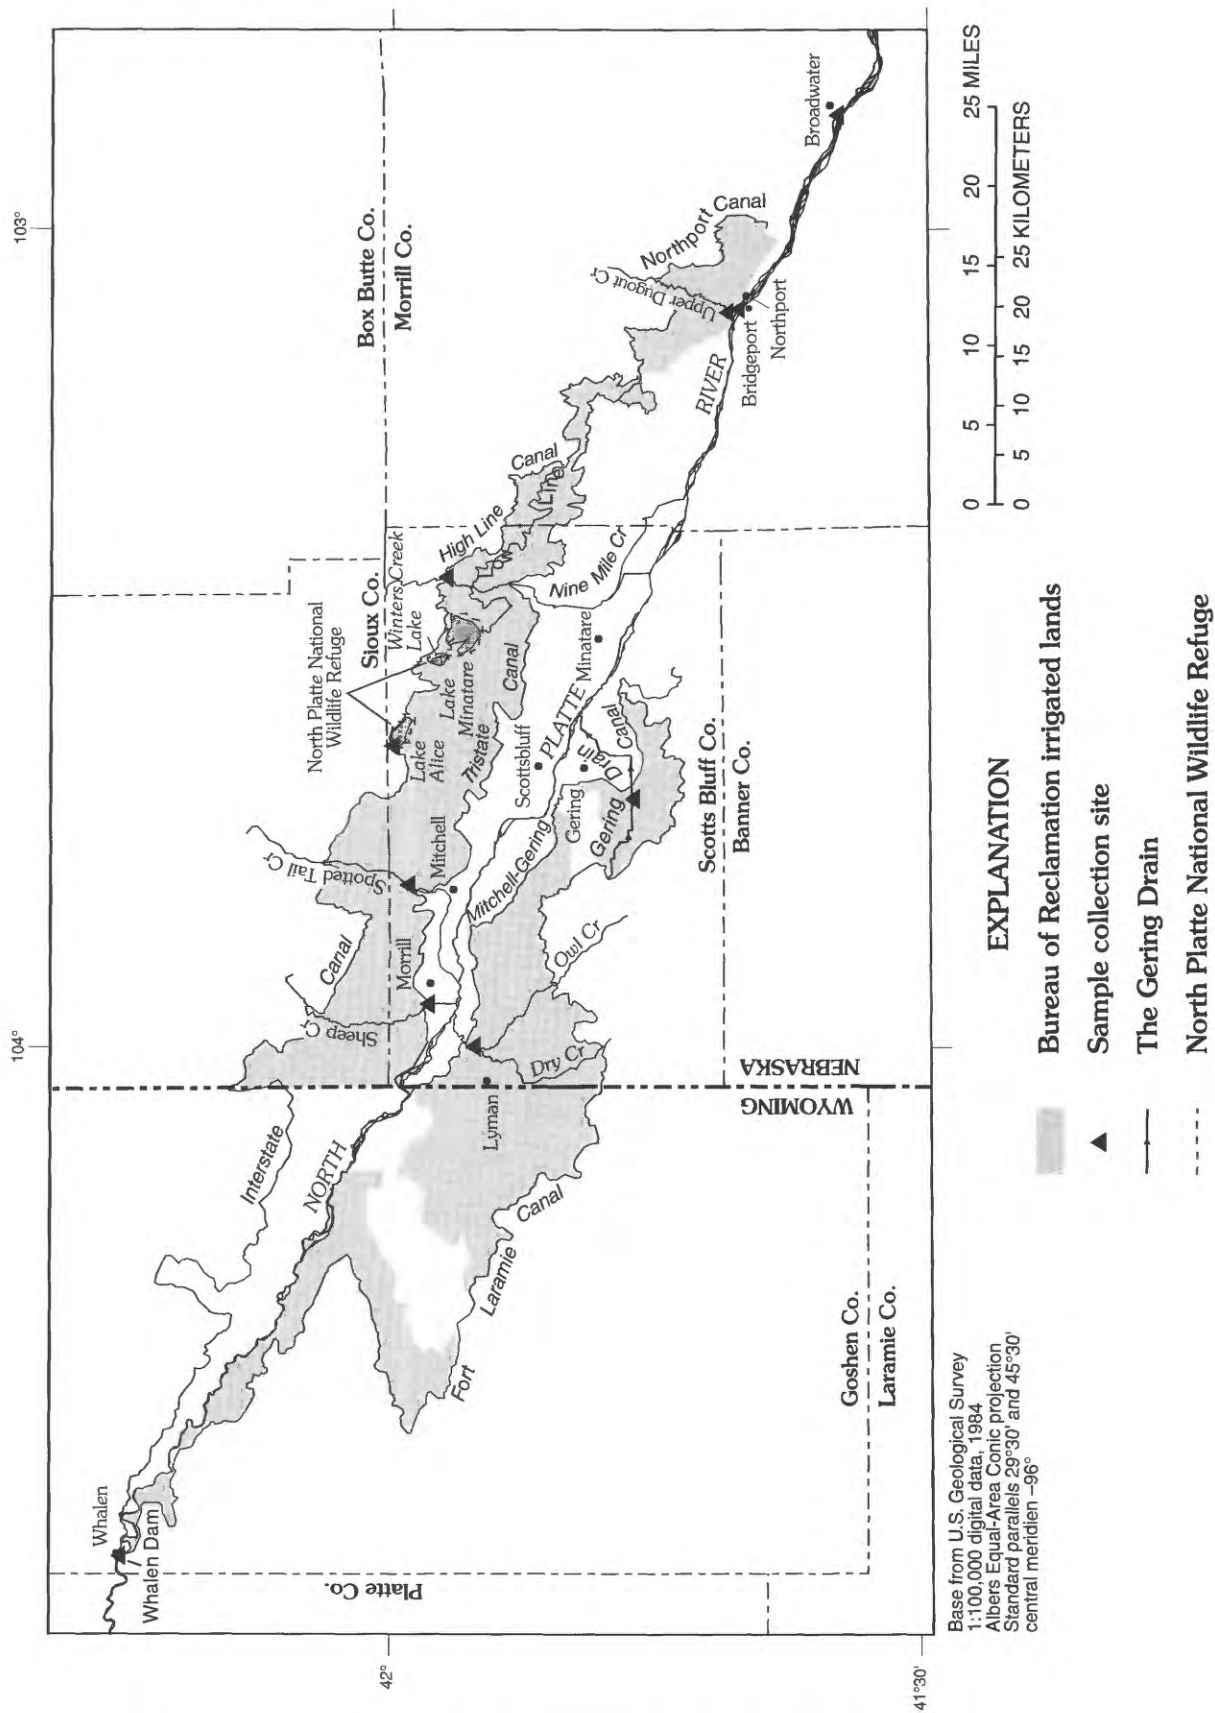 104°
103°
42°
41°30'
Whalen
Whalen Dam
Platte Co.
Goshen Co.
Laramie Co.
Interstate
Canal
NORTH
PLATTE
RIVER
Fort
Laramie
Canal
WYOMING
NEBRASKA
Lyman
Sheep Cr
Morrill
Dry Cr
Owl Cr
Spotted Tail Cr
Mitchell
Mitchell-Gering
Canal
Gering
Gering
Drain
Scottsbluff
Tristate
Canal
Lake
Alice
Lake
Minatare
Winters Creek
Lake
North Platte National
Wildlife Refuge
Sioux Co.
Minatare
Nine Mile Cr
High Line
Canal
Low
Line
Scotts Bluff Co.
Banner Co.
Box Butte Co.
Morrill Co.
Upper Dugout Cr
Northport
Canal
Bridgeport
Northport
Broadwater
0 5 10 15 20 25 MILES
0 5 10 15 20 25 KILOMETERS
Base from U.S. Geological Survey
1:100,000 digital data, 1984
Albers Equal-Area Conic projection
Standard parallels 29°30' and 45°30'
central meridien –96°
EXPLANATION
Bureau of Reclamation irrigated lands
Sample collection site
The Gering Drain
North Platte National Wildlife Refuge